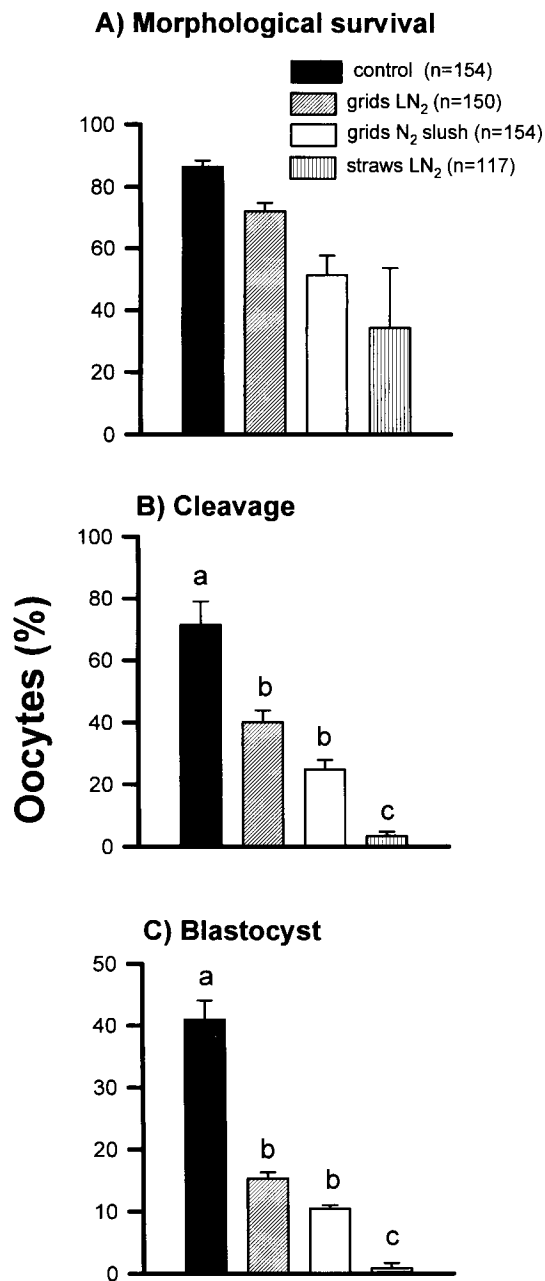 A) Morphological survival
control (n=154)
grids LN₂ (n=150)
grids N₂ slush (n=154)
straws LN₂ (n=117)
100
80
60
40
20
0
Oocytes (%)
B) Cleavage
100
80
60
40
20
0
a
b
b
c
C) Blastocyst
50
40
30
20
10
0
a
b
b
c